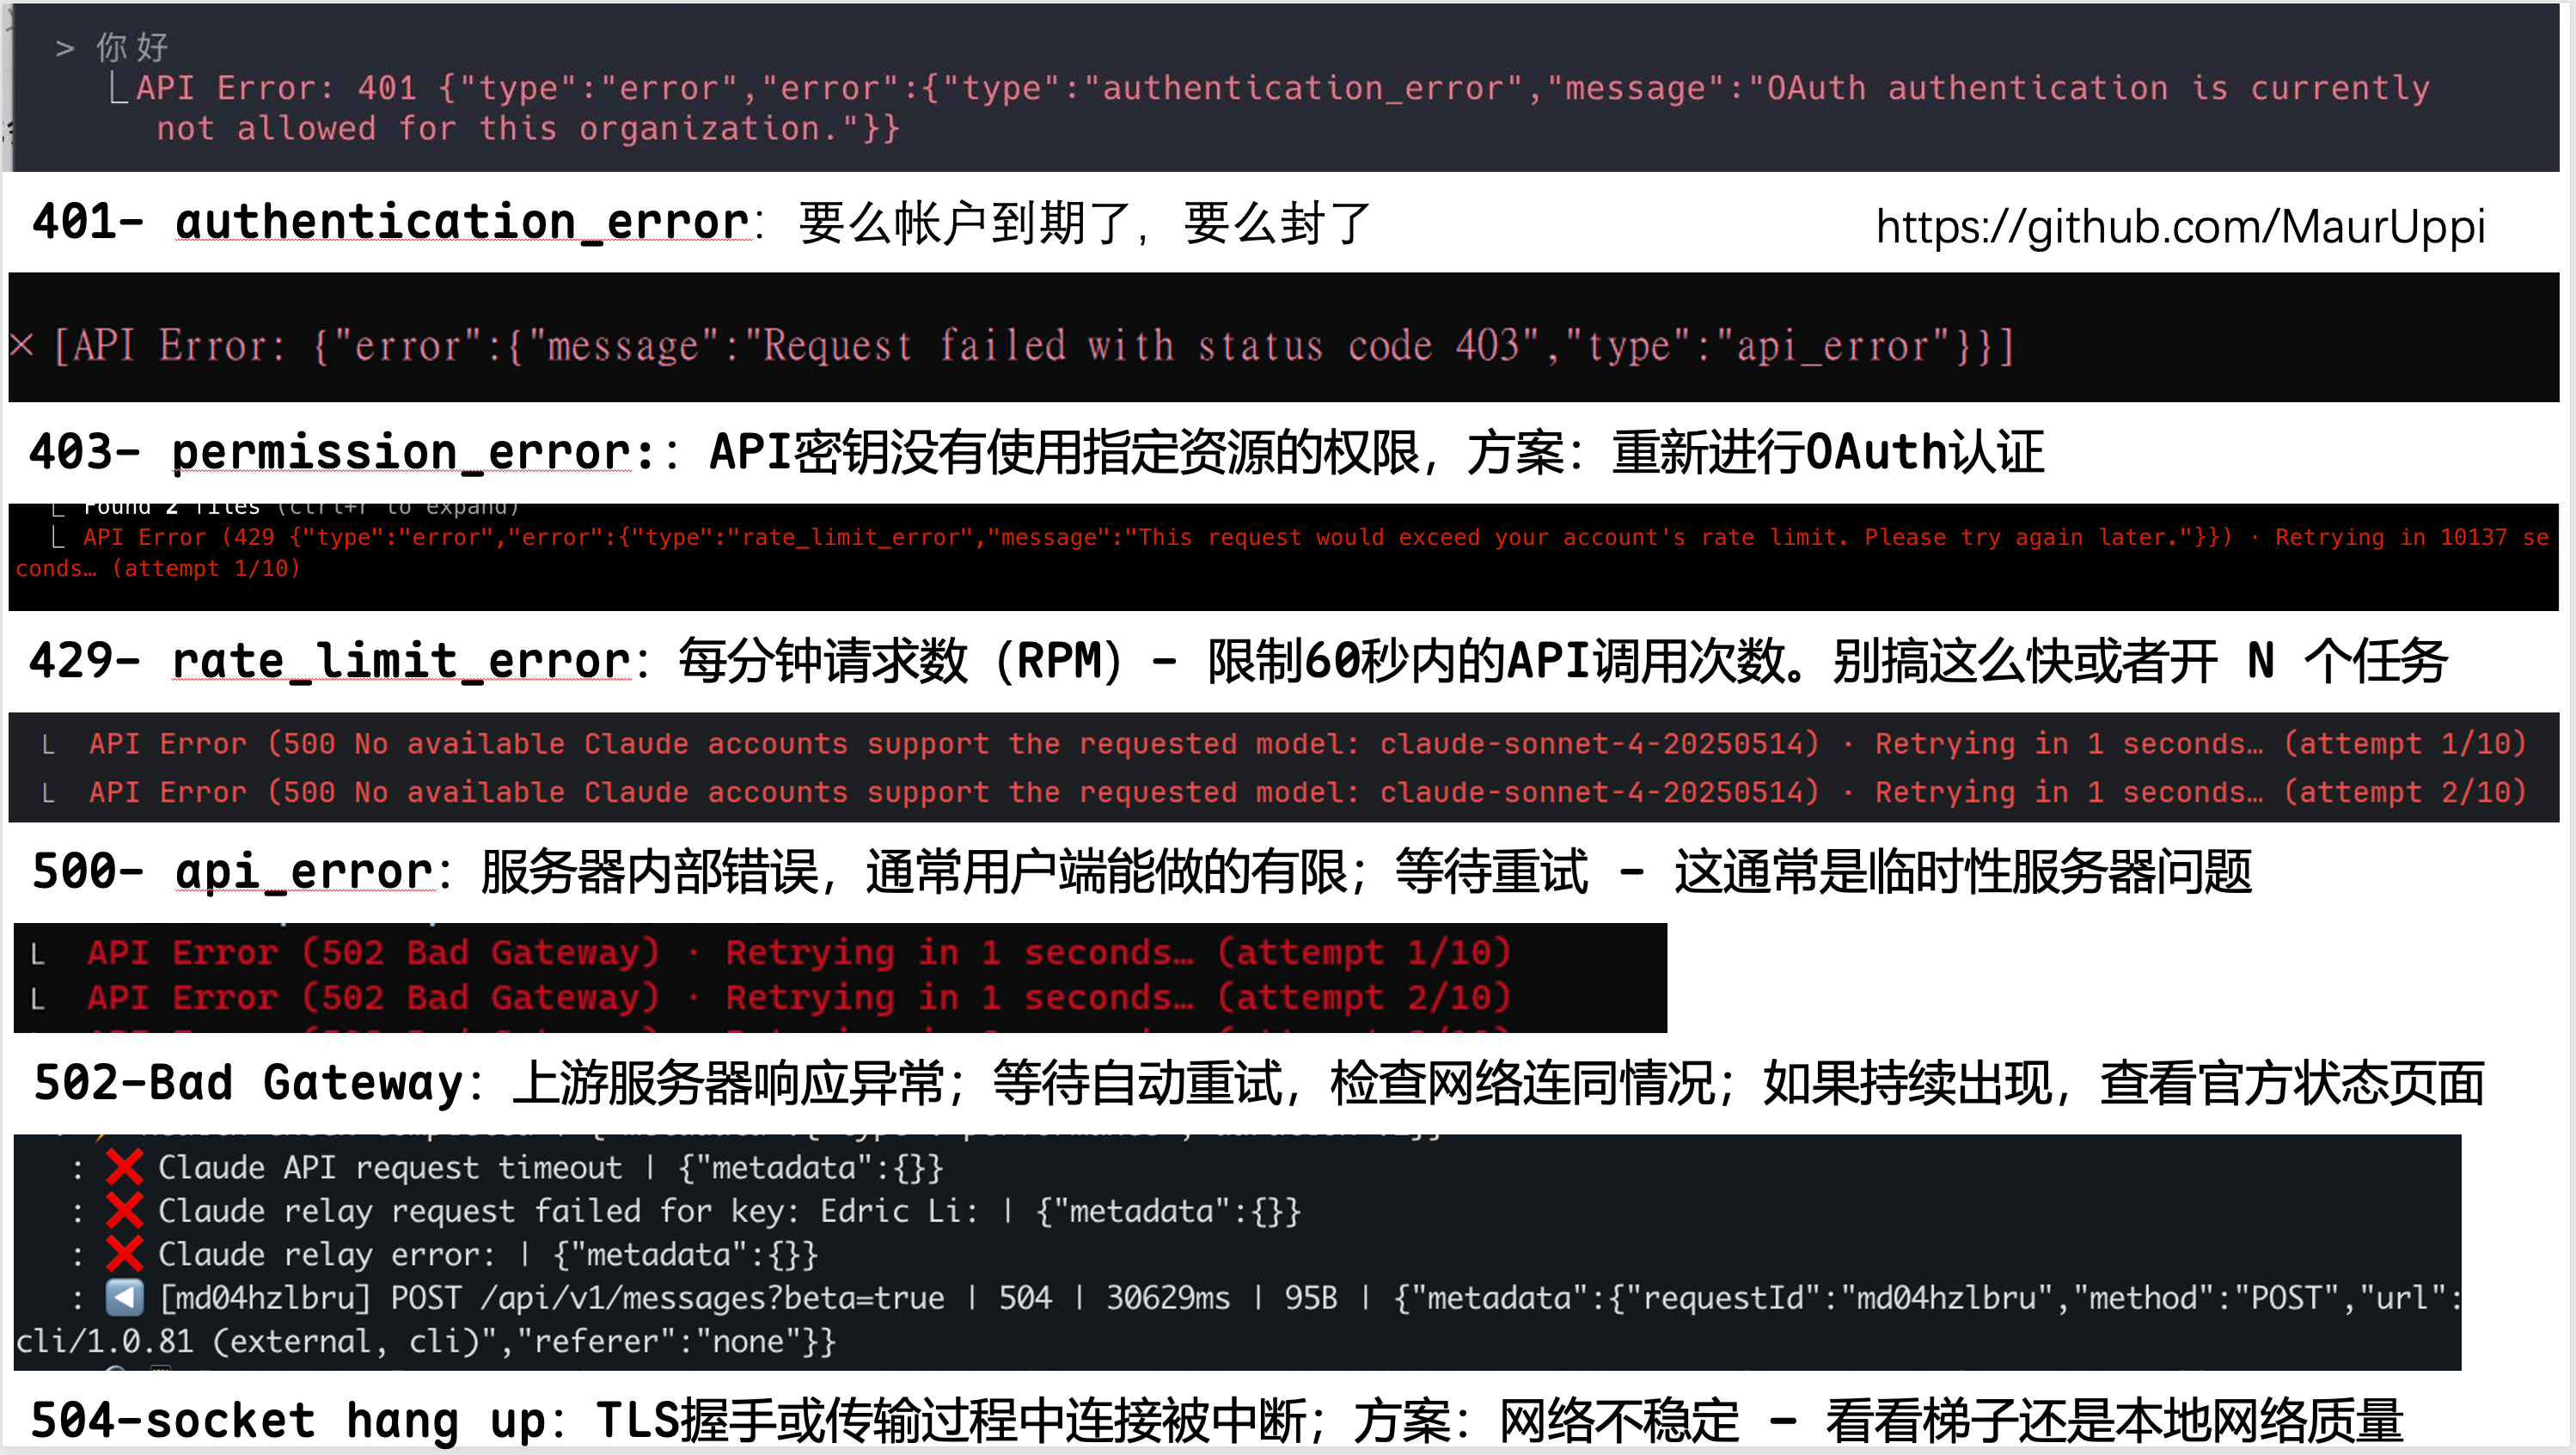 > 你好
API Error: 401 {"type":"error","error":{"type":"authentication_error","message":"OAuth authentication is currently
not allowed for this organization."}}
401- authentication_error：要么帐户到期了，要么封了
https://github.com/MaurUppi
× [API Error: {"error":{"message":"Request failed with status code 403","type":"api_error"}}]
403- permission_error:：API密钥没有使用指定资源的权限，方案：重新进行OAuth认证
Found 2 files (ctrl+r to expand)
API Error (429 {"type":"error","error":{"type":"rate_limit_error","message":"This request would exceed your account's rate limit. Please try again later."}}) · Retrying in 10137 se
conds… (attempt 1/10)
429- rate_limit_error：每分钟请求数（RPM）- 限制60秒内的API调用次数。别搞这么快或者开 N 个任务
API Error (500 No available Claude accounts support the requested model: claude-sonnet-4-20250514) · Retrying in 1 seconds… (attempt 1/10)
API Error (500 No available Claude accounts support the requested model: claude-sonnet-4-20250514) · Retrying in 1 seconds… (attempt 2/10)
500- api_error：服务器内部错误，通常用户端能做的有限；等待重试 - 这通常是临时性服务器问题
API Error (502 Bad Gateway) · Retrying in 1 seconds… (attempt 1/10)
API Error (502 Bad Gateway) · Retrying in 1 seconds… (attempt 2/10)
502-Bad Gateway：上游服务器响应异常；等待自动重试，检查网络连同情况；如果持续出现，查看官方状态页面
: ❌ Claude API request timeout | {"metadata":{}}
: ❌ Claude relay request failed for key: Edric Li: | {"metadata":{}}
: ❌ Claude relay error: | {"metadata":{}}
: ◀ [md04hzlbru] POST /api/v1/messages?beta=true | 504 | 30629ms | 95B | {"metadata":{"requestId":"md04hzlbru","method":"POST","url":
cli/1.0.81 (external, cli)","referer":"none"}}
504-socket hang up：TLS握手或传输过程中连接被中断；方案：网络不稳定 - 看看梯子还是本地网络质量